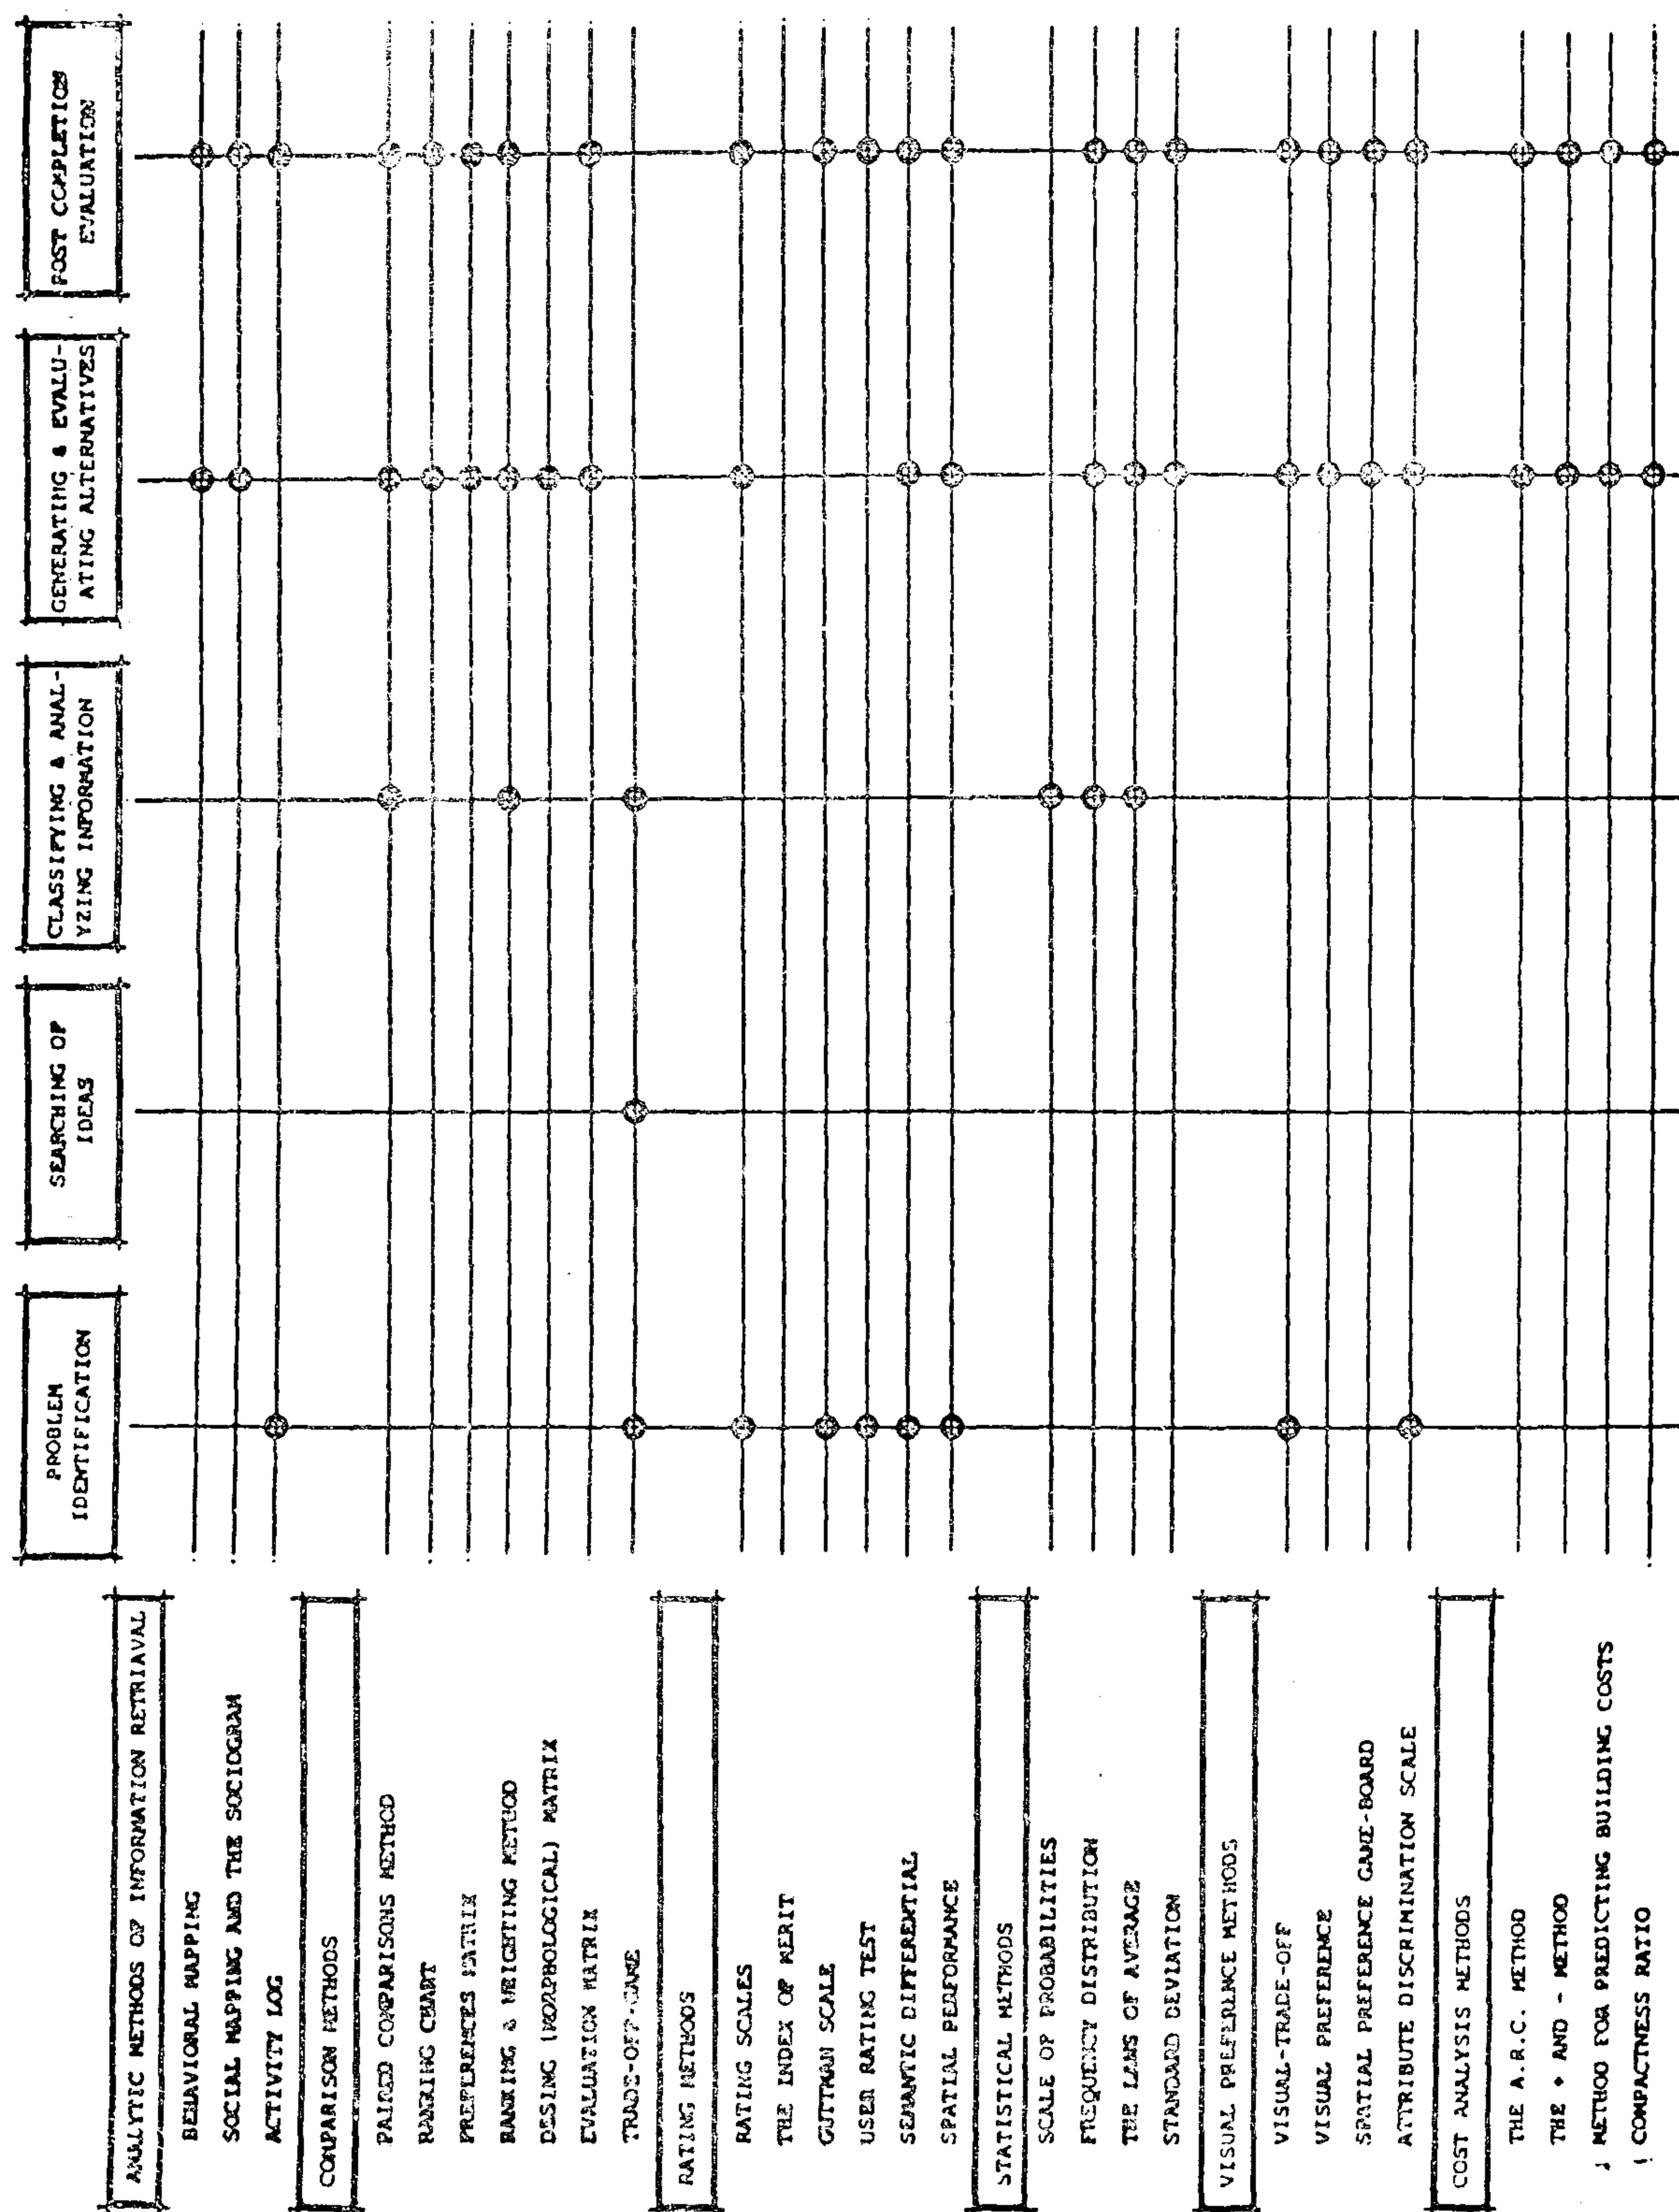 PROBLEM
IDENTIFICATION
SEARCHING OF
IDEAS
CLASSIFYING & ANAL-
YZING INFORMATION
GENERATING & EVALU-
ATING ALTERNATIVES
POST COMPLETION
EVALUATION
ANALYTIC METHODS OF INFORMATION RETRIAVAL
BEHAVIORAL MAPPING
SOCIAL MAPPING AND THE SOCIOGRAM
ACTIVITY LOG
COMPARISON METHODS
PAIRED COMPARISONS METHOD
RANKING CHART
PREFERENCES MATRIX
RANKING & WEIGHTING METHOD
DESING (MORPHOLOGICAL) MATRIX
EVALUATION MATRIX
TRADE-OFF-GAME
RATING METHODS
RATING SCALES
THE INDEX OF MERIT
GUTTMAN SCALE
USER RATING TEST
SEMANTIC DIFFERENTIAL
SPATIAL PERFORMANCE
STATISTICAL METHODS
SCALE OF PROBABILITIES
FREQUENCY DISTRIBUTION
THE LAWS OF AVERAGE
STANDARD DEVIATION
VISUAL PREFERENCE METHODS
VISUAL-TRADE-OFF
VISUAL PREFERENCE
SPATIAL PREFERENCE GAME-BOARD
ATTRIBUTE DISCRIMINATION SCALE
COST ANALYSIS METHODS
THE A.R.C. METHOD
THE + AND - METHOD
METHOD FOR PREDICTING BUILDING COSTS
COMPACTNESS RATIO